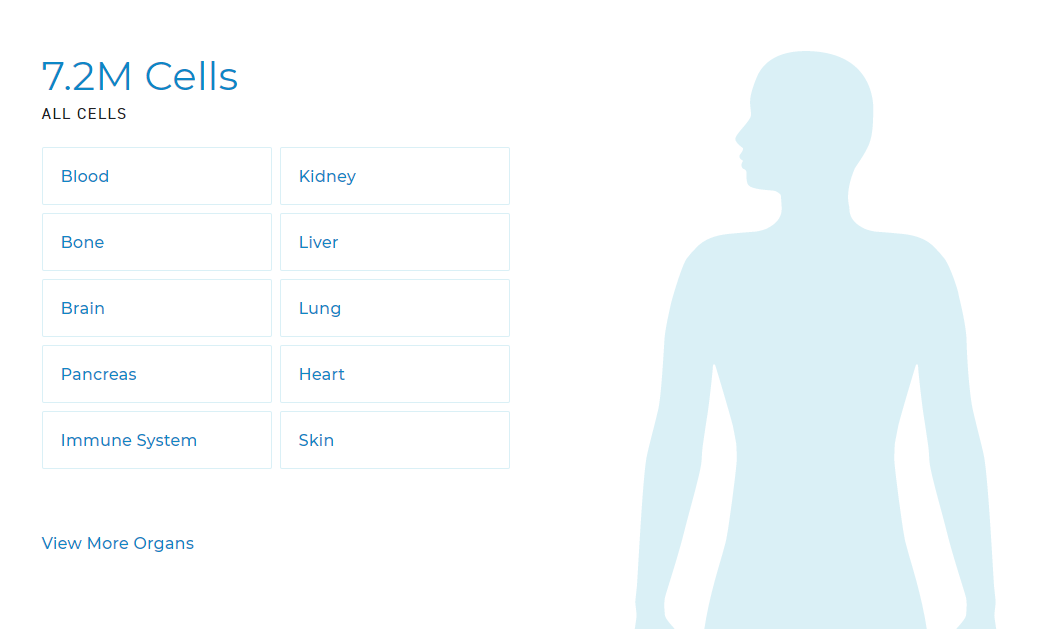 7.2M Cells
ALL CELLS
Blood
Kidney
Bone
Liver
Brain
Lung
Pancreas
Heart
Immune System
Skin
View More Organs